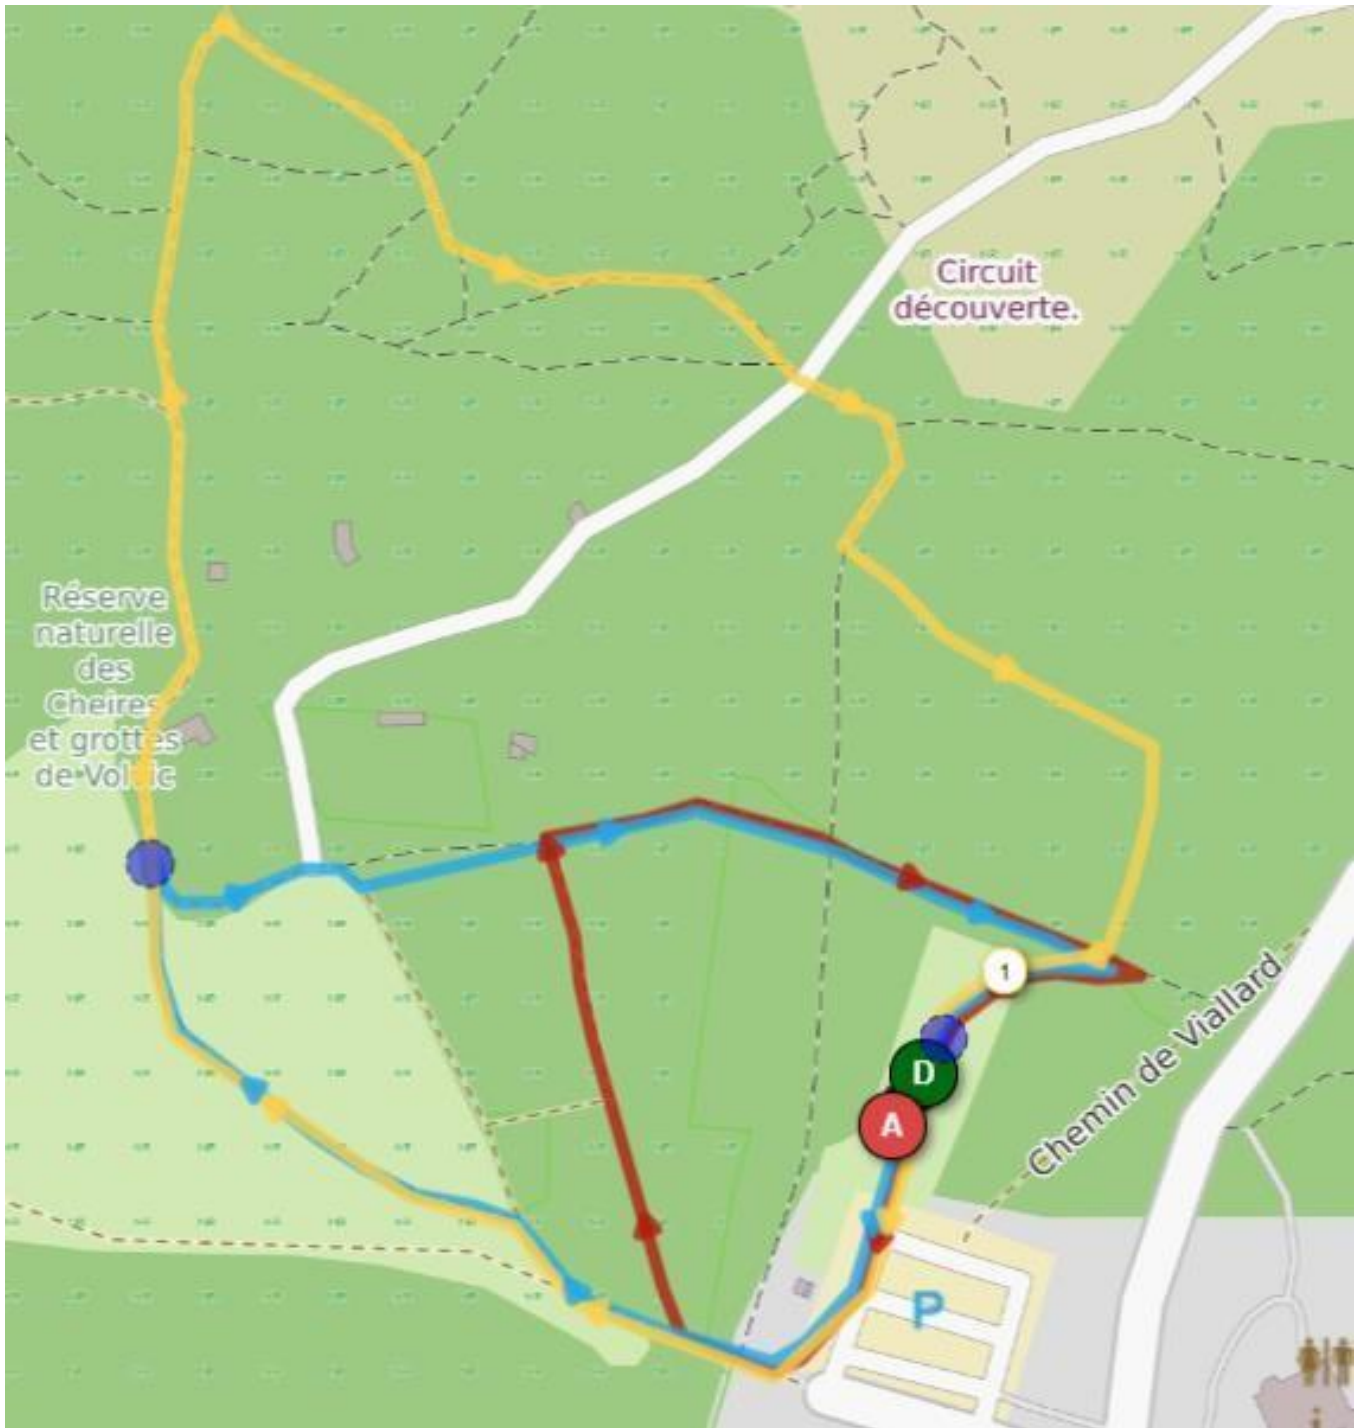 Circuit
découverte.
Réserve
naturelle
des
Cheires
et grottes
de Volvic
1
D
A
Chemin de Viallard
P